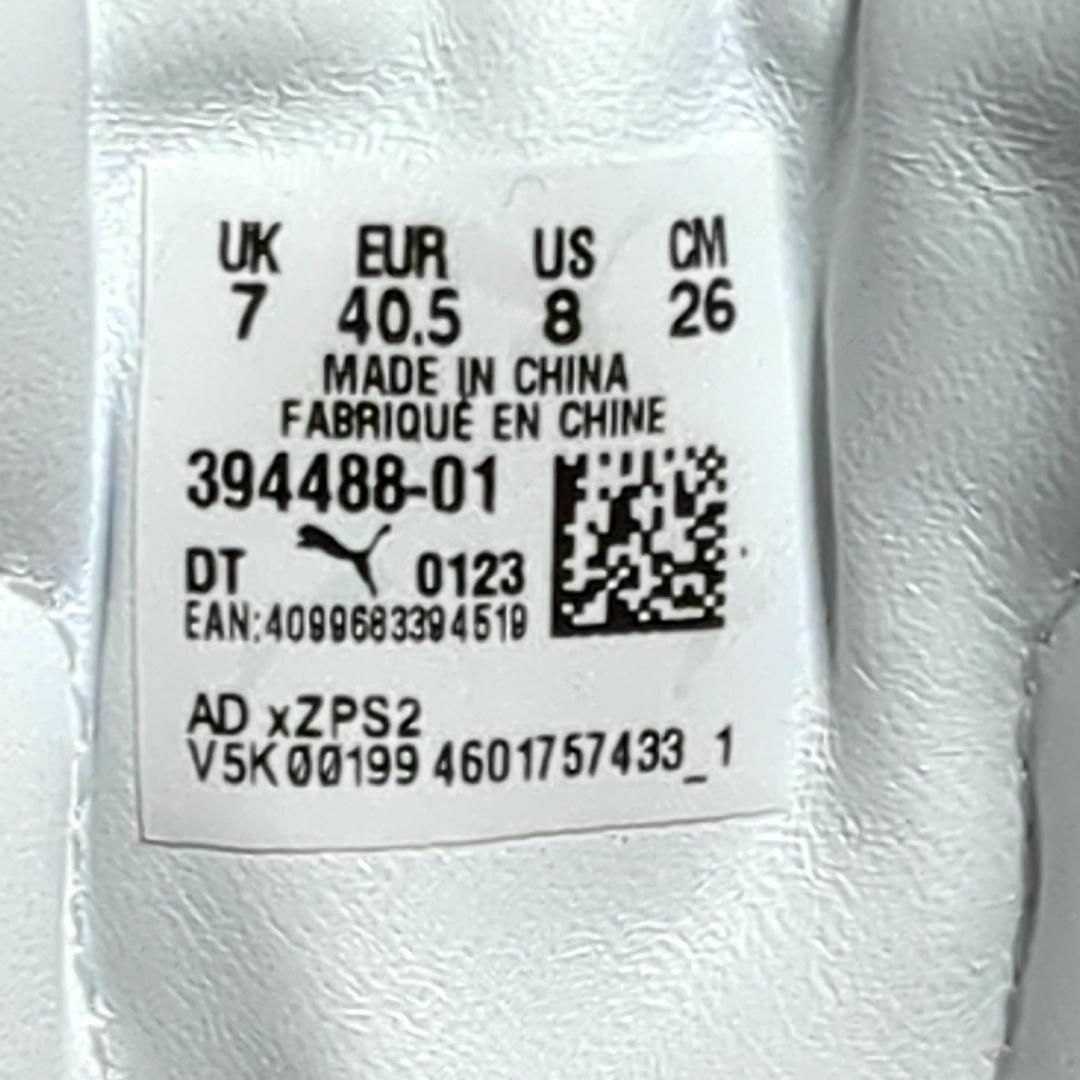 UK EUR US CM
7 40.5 8 26
MADE IN CHINA
FABRIQUÉ EN CHINE
394488-01
DT 0123
EAN:4099683394519
AD xZPS2
V5K00199 4601757433_1